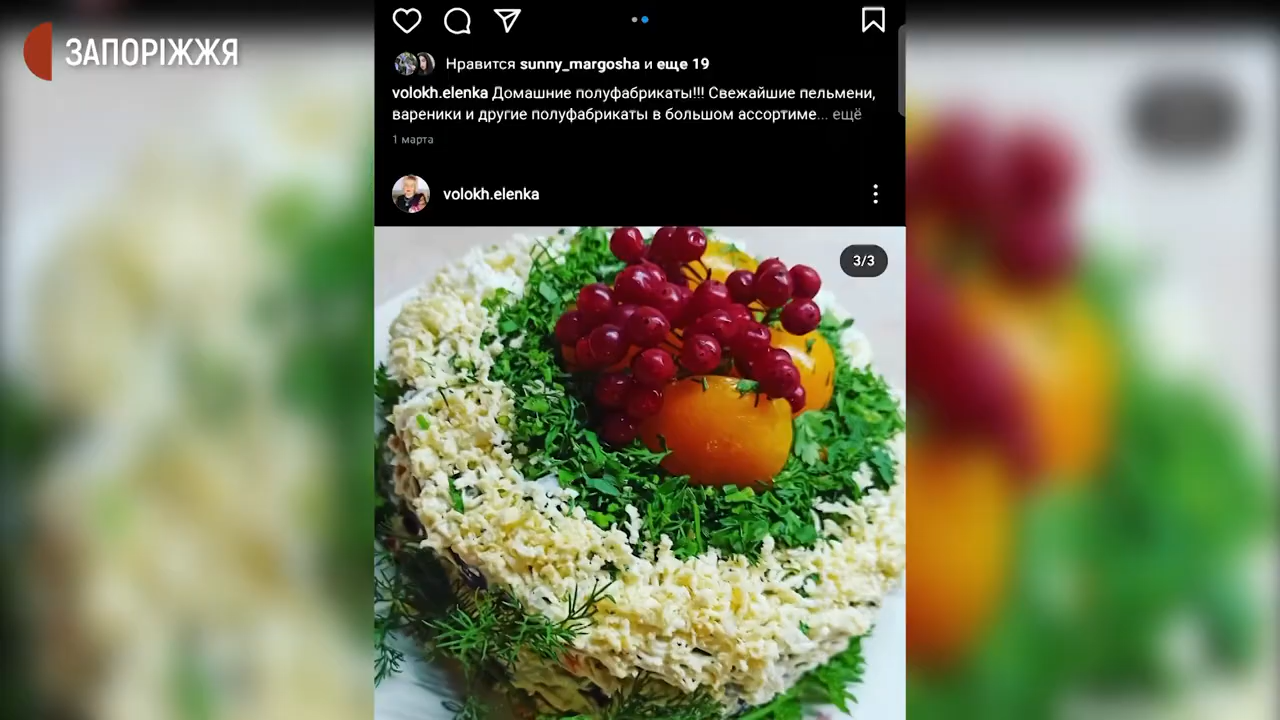 ЗАПОРІЖЖЯ
Нравится sunny_margosha и еще 19
volokh.elenka Домашние полуфабрикаты!!! Свежайшие пельмени,
вареники и другие полуфабрикаты в большом ассортиме... ещё
1 марта
volokh.elenka
3/3